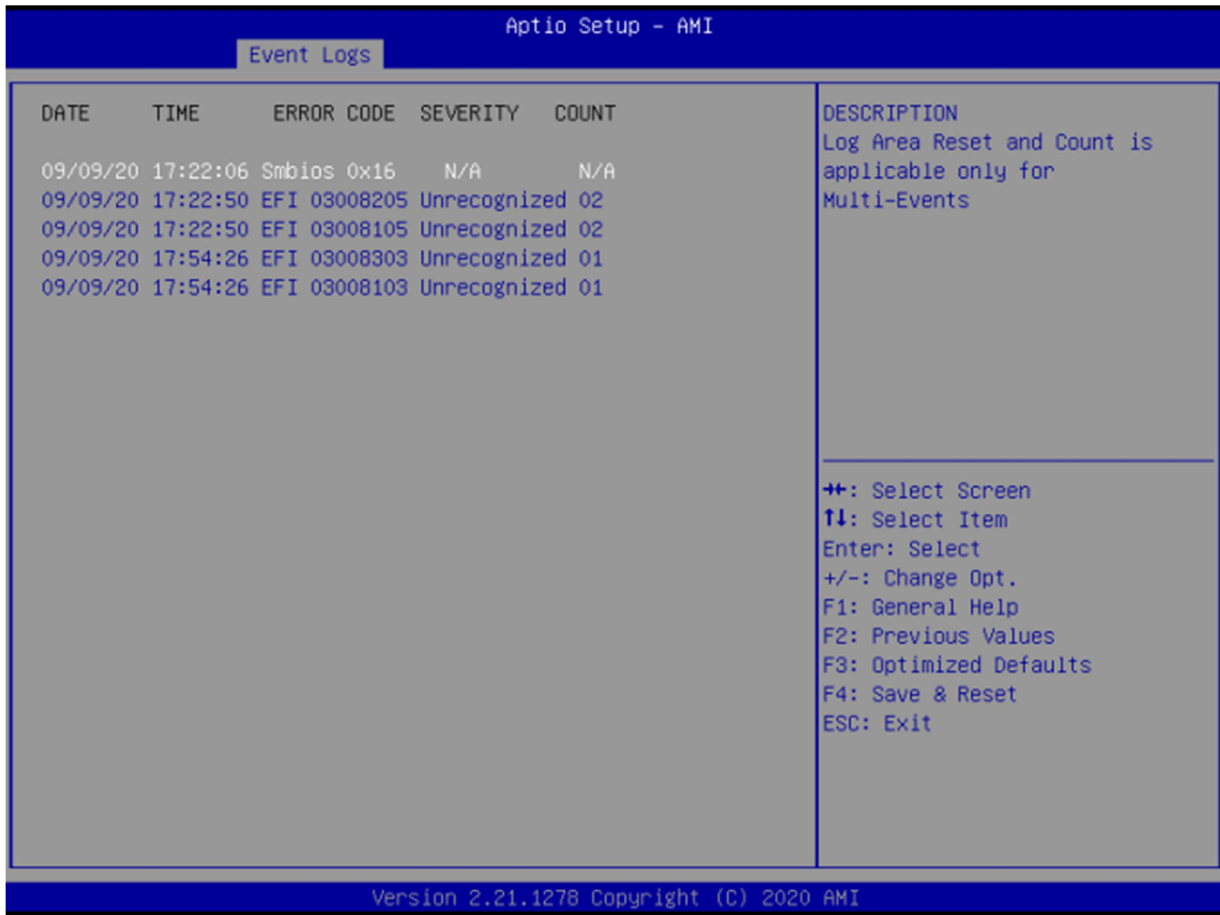 Aptio Setup – AMI
Event Logs
DATE TIME ERROR CODE SEVERITY COUNT
09/09/20 17:22:06 Smbios 0x16 N/A N/A
09/09/20 17:22:50 EFI 03008205 Unrecognized 02
09/09/20 17:22:50 EFI 03008105 Unrecognized 02
09/09/20 17:54:26 EFI 03008303 Unrecognized 01
09/09/20 17:54:26 EFI 03008103 Unrecognized 01
DESCRIPTION
Log Area Reset and Count is
applicable only for
Multi-Events
→←: Select Screen
↑↓: Select Item
Enter: Select
+/-: Change Opt.
F1: General Help
F2: Previous Values
F3: Optimized Defaults
F4: Save & Reset
ESC: Exit
Version 2.21.1278 Copyright (C) 2020 AMI